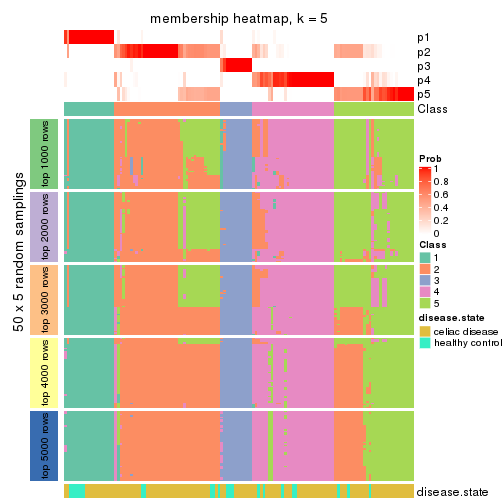 membership heatmap, k = 5
p1
p2
p3
p4
p5
Class
50 x 5 random samplings
top 1000 rows
top 2000 rows
top 3000 rows
top 4000 rows
top 5000 rows
disease.state
Prob
1
0.8
0.6
0.4
0.2
0
Class
1
2
3
4
5
disease.state
celiac disease
healthy control